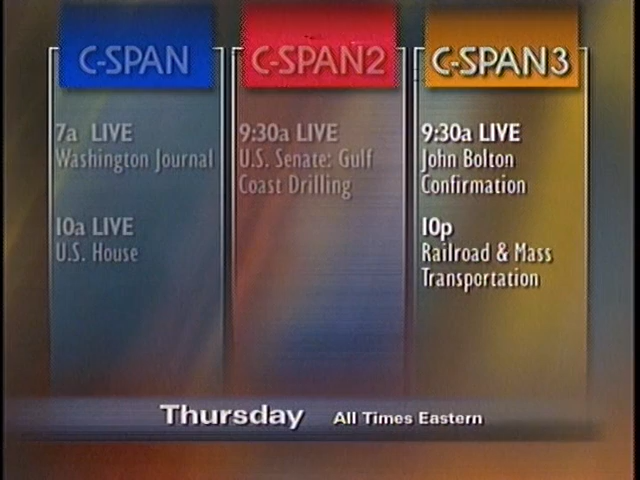 C-SPAN
7a LIVE
Washington Journal
10a LIVE
U.S. House
C-SPAN2
9:30a LIVE
U.S. Senate: Gulf
Coast Drilling
C-SPAN3
9:30a LIVE
John Bolton
Confirmation
10p
Railroad & Mass
Transportation
Thursday All Times Eastern